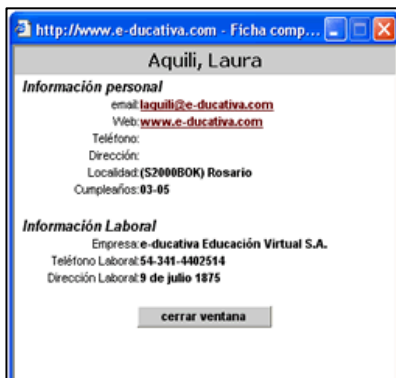 http://www.e-ducativa.com - Ficha comp...
Aquili, Laura
Información personal
email: laquili@e-ducativa.com
Web: www.e-ducativa.com
Teléfono:
Dirección:
Localidad: (S2000BOK) Rosario
Cumpleaños: 03-05
Información Laboral
Empresa: e-ducativa Educación Virtual S.A.
Teléfono Laboral: 54-341-4402514
Dirección Laboral: 9 de julio 1875
cerrar ventana